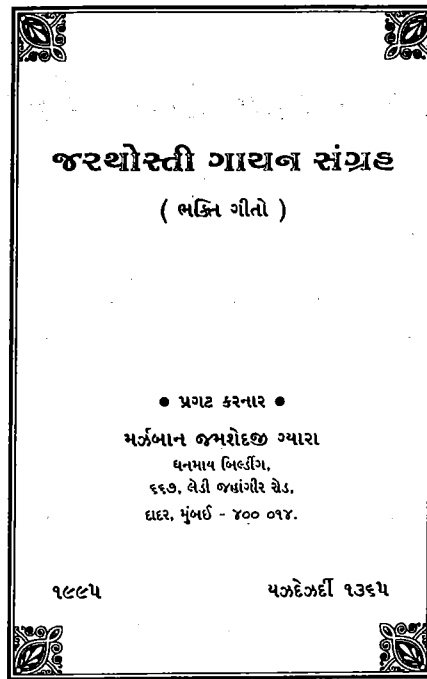 જરથોસ્તી ગાયન સંગ્રહ
( ભક્તિ ગીતો )
● પ્રગટ કરનાર ●
મર્ઝબાન જમશેદજી ગ્યારા
ધનમાય બિલ્ડીંગ,
૬૬૭, લેડી જહાંગીર રોડ,
દાદર, મુંબઈ - ૪૦૦ ૦૧૪.
૧૯૯૫ યઝદેઝર્દી ૧૩૬૫